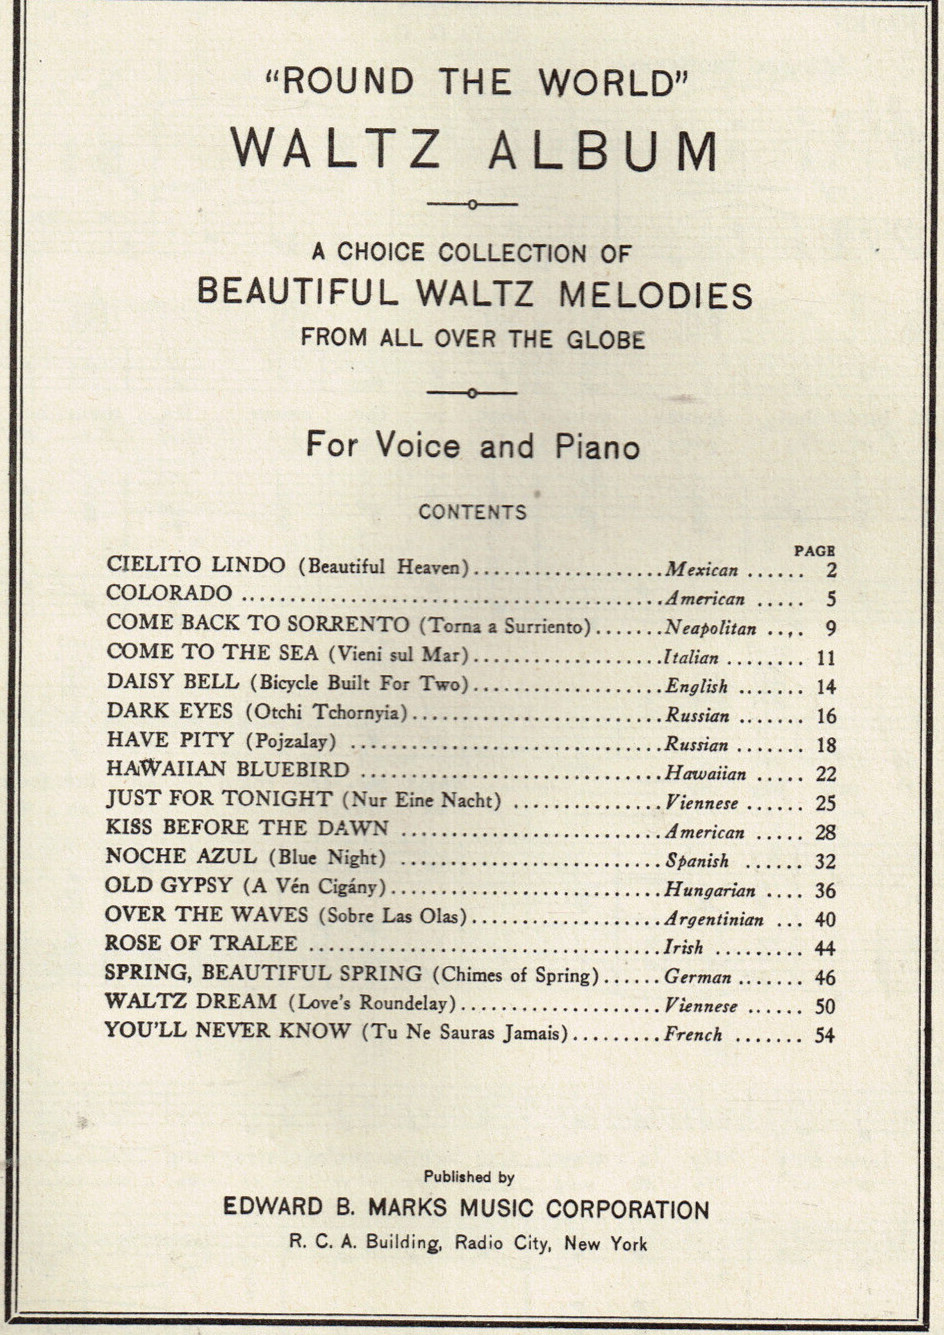 "ROUND THE WORLD"
WALTZ ALBUM
A CHOICE COLLECTION OF
BEAUTIFUL WALTZ MELODIES
FROM ALL OVER THE GLOBE
For Voice and Piano
CONTENTS
PAGE
CIELITO LINDO (Beautiful Heaven)...................Mexican ...... 2
COLORADO ..........................................American ..... 5
COME BACK TO SORRENTO (Torna a Surriento).......Neapolitan .... 9
COME TO THE SEA (Vieni sul Mar)...................Italian ........ 11
DAISY BELL (Bicycle Built For Two)...................English ....... 14
DARK EYES (Otchi Tchornyia).........................Russian ....... 16
HAVE PITY (Pojzalay) ...............................Russian ....... 18
HAWAIIAN BLUEBIRD ..............................Hawaiian ..... 22
JUST FOR TONIGHT (Nur Eine Nacht) ...............Viennese ...... 25
KISS BEFORE THE DAWN ..........................American ..... 28
NOCHE AZUL (Blue Night) ..........................Spanish ...... 32
OLD GYPSY (A Vén Cigány)...........................Hungarian .... 36
OVER THE WAVES (Sobre Las Olas)...................Argentinian ... 40
ROSE OF TRALEE ...................................Irish ......... 44
SPRING, BEAUTIFUL SPRING (Chimes of Spring)......German ....... 46
WALTZ DREAM (Love's Roundelay)....................Viennese ...... 50
YOU'LL NEVER KNOW (Tu Ne Sauras Jamais).........French ....... 54
Published by
EDWARD B. MARKS MUSIC CORPORATION
R. C. A. Building, Radio City, New York